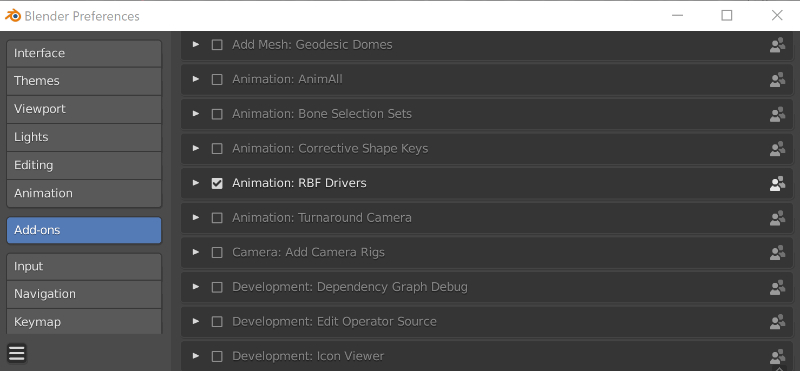 Blender Preferences
Interface
Themes
Viewport
Lights
Editing
Animation
Add-ons
Input
Navigation
Keymap
Add Mesh: Geodesic Domes
Animation: AnimAll
Animation: Bone Selection Sets
Animation: Corrective Shape Keys
Animation: RBF Drivers
Animation: Turnaround Camera
Camera: Add Camera Rigs
Development: Dependency Graph Debug
Development: Edit Operator Source
Development: Icon Viewer